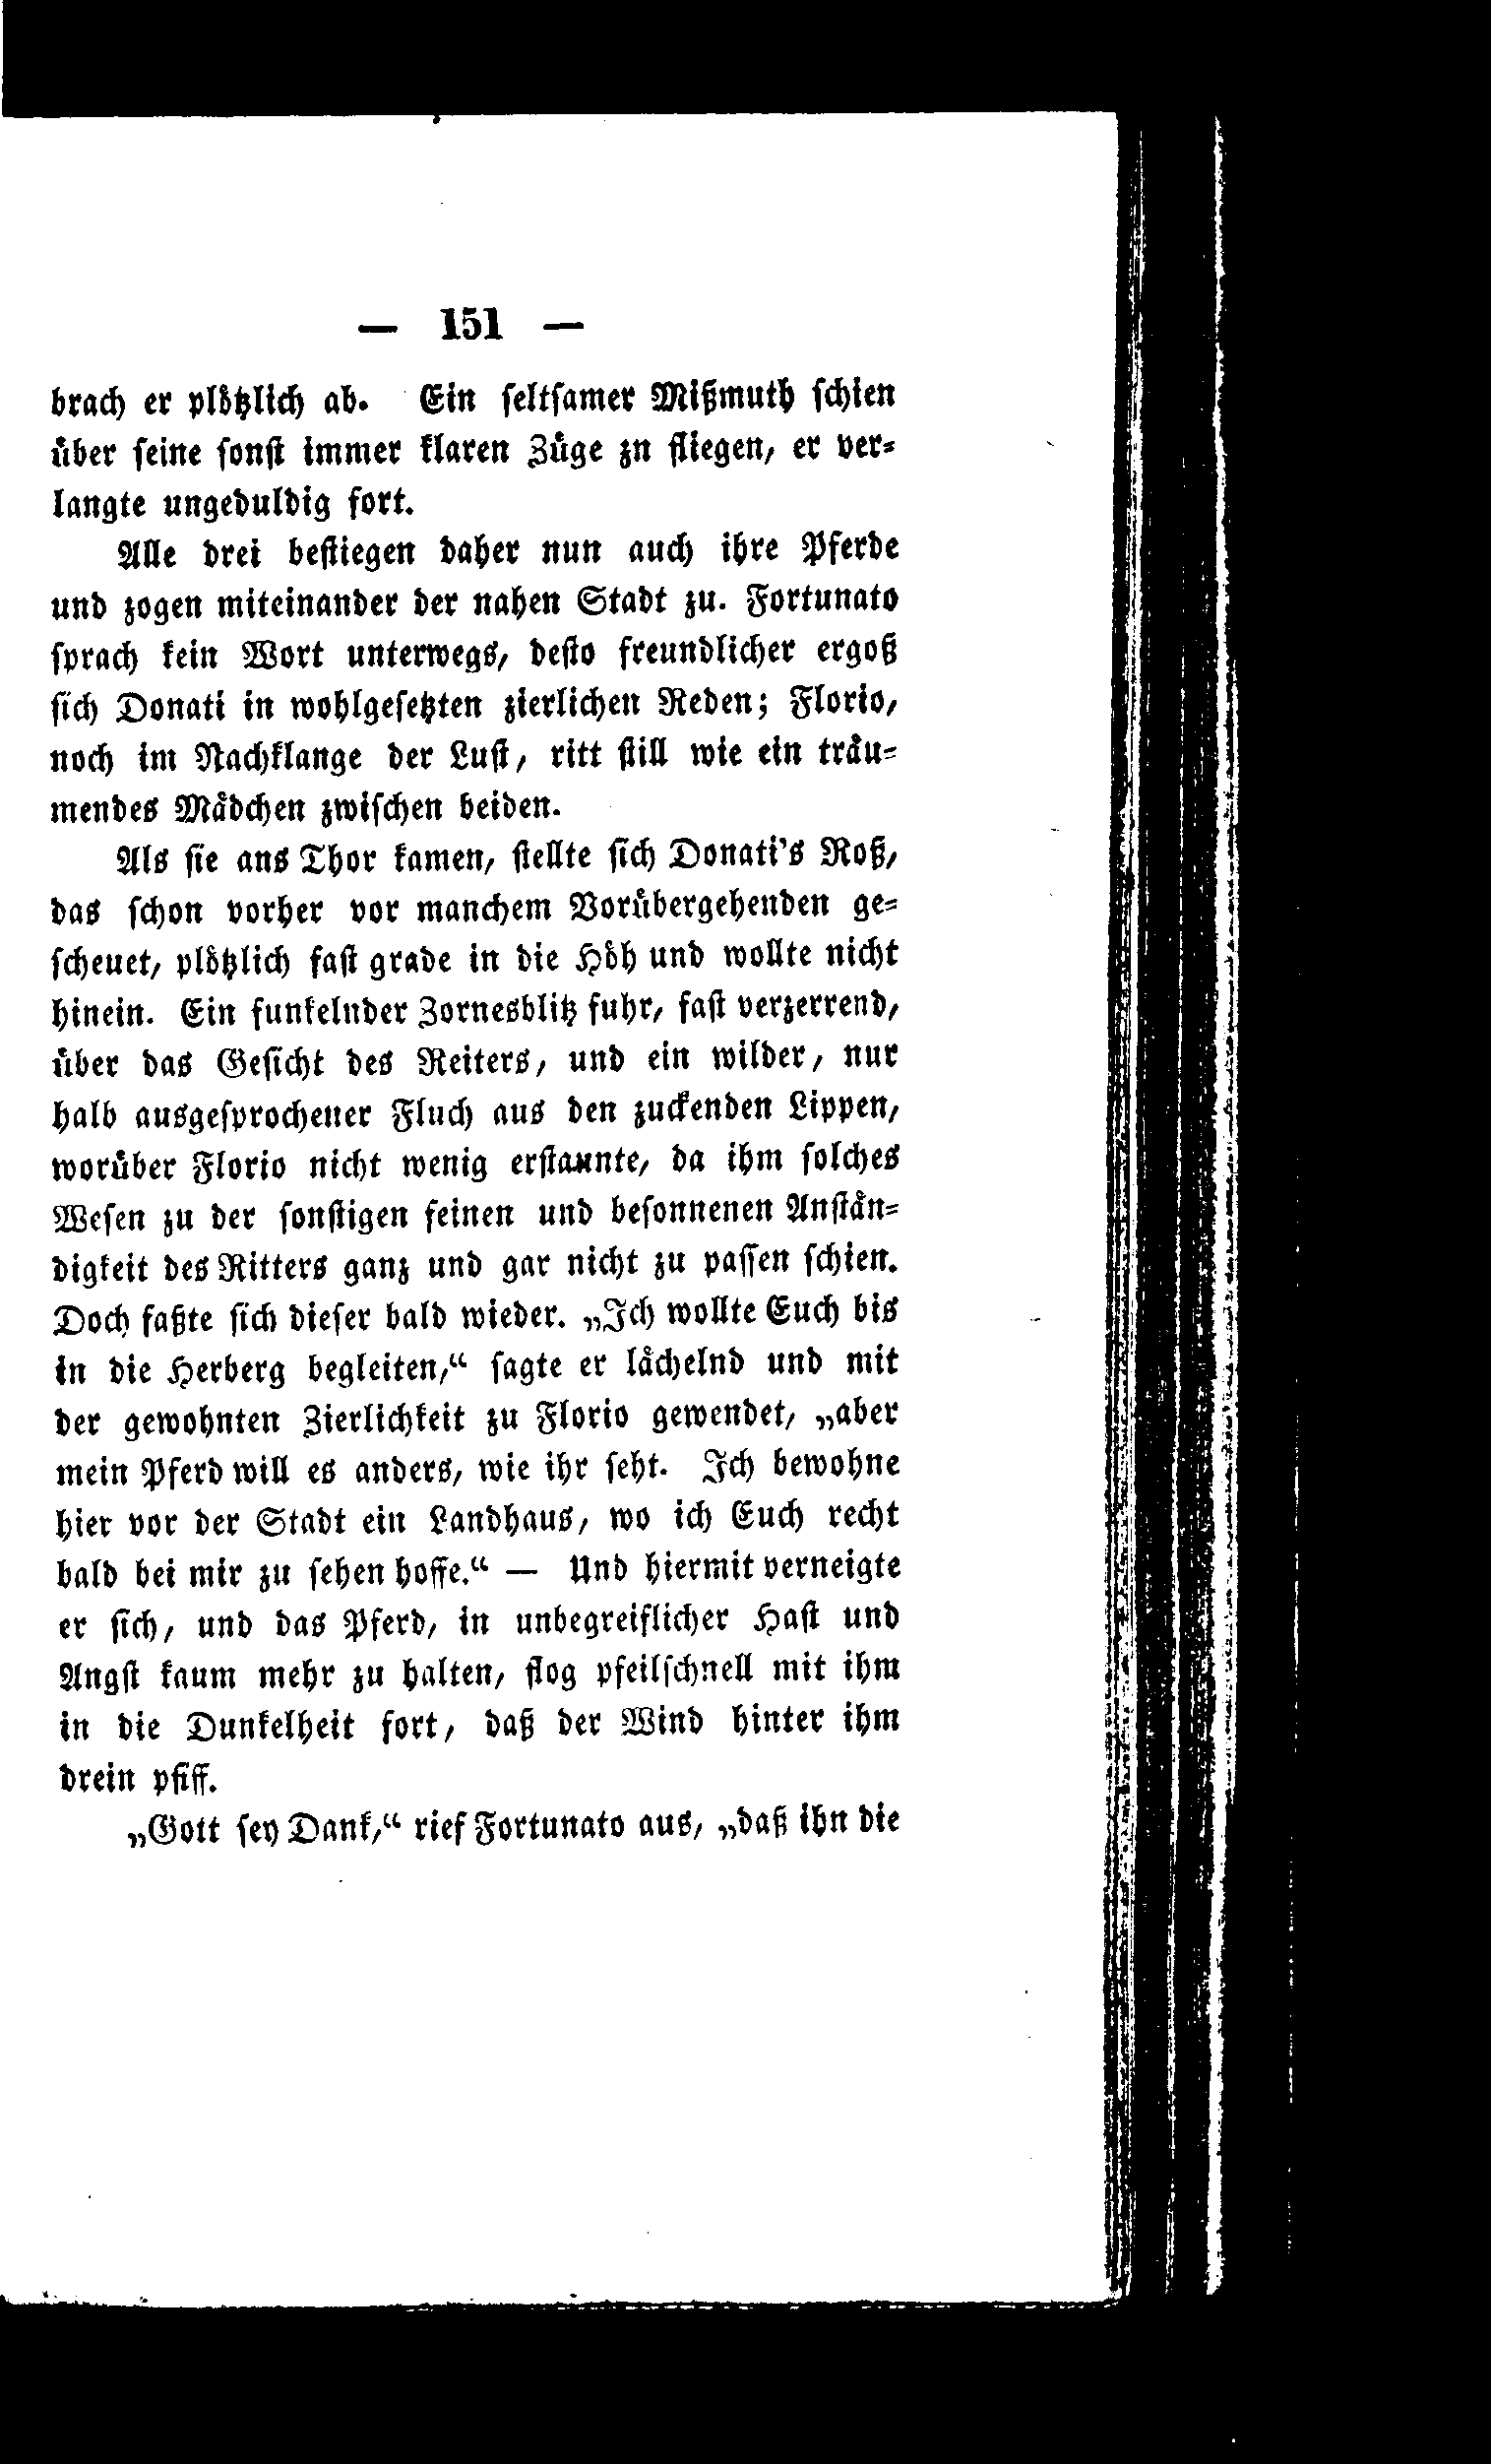 — 151 —
brach er plötzlich ab. Ein ſeltſamer Mißmuth ſchien
über ſeine ſonſt immer klaren Züge zn fliegen, er ver⸗
langte ungeduldig fort.
Alle drei beſtiegen daher nun auch ihre Pferde
und zogen miteinander der nahen Stadt zu. Fortunato
ſprach kein Wort unterwegs, deſto freundlicher ergoß
ſich Donati in wohlgeſetzten zierlichen Reden; Florio,
noch im Nachklange der Luſt, ritt ſtill wie ein träu⸗
mendes Mädchen zwiſchen beiden.
Als ſie ans Thor kamen, ſtellte ſich Donati's Roß,
das ſchon vorher vor manchem Vorübergehenden ge⸗
ſcheuet, plötzlich faſt grade in die Höh und wollte nicht
hinein. Ein funkelnder Zornesblitz fuhr, faſt verzerrend,
über das Geſicht des Reiters, und ein wilder, nur
halb ausgeſprochener Fluch aus den zuckenden Lippen,
worüber Florio nicht wenig erſtaunte, da ihm ſolches
Weſen zu der ſonſtigen feinen und beſonnenen Anſtän⸗
digkeit des Ritters ganz und gar nicht zu paſſen ſchien.
Doch faßte ſich dieſer bald wieder. „Ich wollte Euch bis
in die Herberg begleiten,“ ſagte er lächelnd und mit
der gewohnten Zierlichkeit zu Florio gewendet, „aber
mein Pferd will es anders, wie ihr ſeht. Ich bewohne
hier vor der Stadt ein Landhaus, wo ich Euch recht
bald bei mir zu ſehen hoffe.“ — Und hiermit verneigte
er ſich, und das Pferd, in unbegreiflicher Haſt und
Angſt kaum mehr zu halten, flog pfeilſchnell mit ihm
in die Dunkelheit fort, daß der Wind hinter ihm
drein pfiff.
„Gott ſey Dank,“ rief Fortunato aus, „daß ihn die